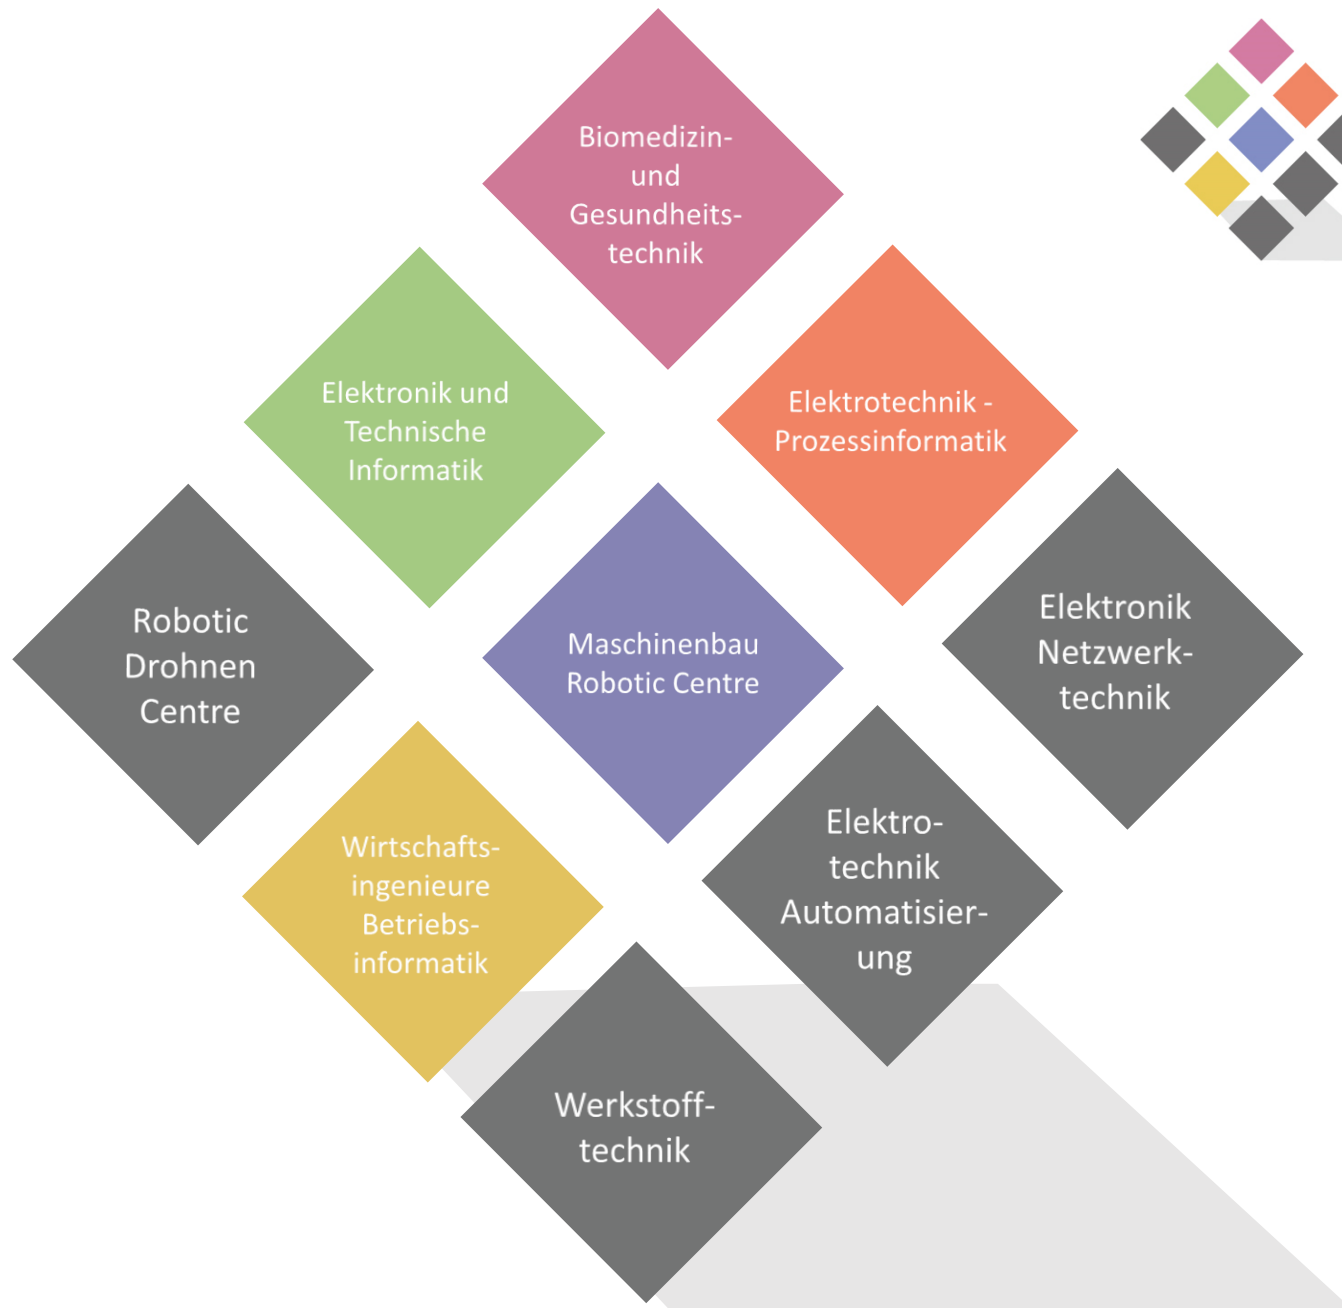 Biomedizin-
und
Gesundheits-
technik
Elektronik und
Technische
Informatik
Elektrotechnik -
Prozessinformatik
Robotic
Drohnen
Centre
Maschinenbau
Robotic Centre
Elektronik
Netzwerk-
technik
Wirtschafts-
ingenieure
Betriebs-
informatik
Elektro-
technik
Automatisier-
ung
Werkstoff-
technik